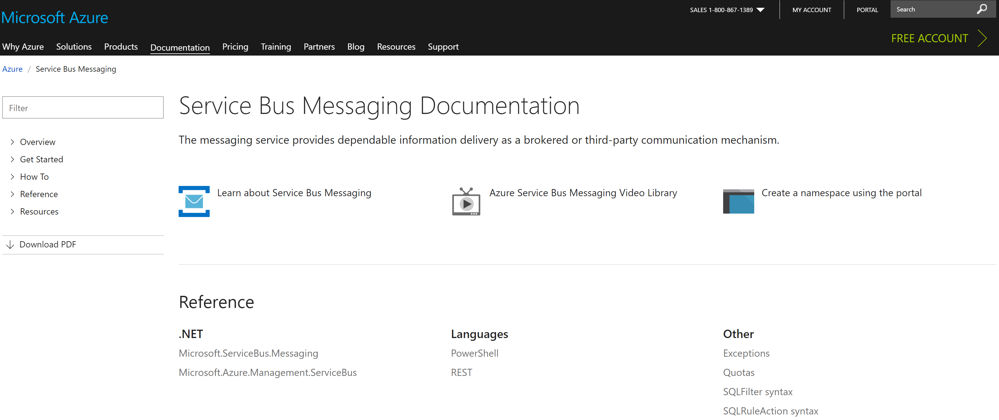 Microsoft Azure
SALES 1-800-867-1389
MY ACCOUNT
PORTAL
Search
FREE ACCOUNT
Why Azure Solutions Products Documentation Pricing Training Partners Blog Resources Support
Azure / Service Bus Messaging
Filter
Overview
Get Started
How To
Reference
Resources
Download PDF
Service Bus Messaging Documentation
The messaging service provides dependable information delivery as a brokered or third-party communication mechanism.
Learn about Service Bus Messaging
Azure Service Bus Messaging Video Library
Create a namespace using the portal
Reference
.NET
Microsoft.ServiceBus.Messaging
Microsoft.Azure.Management.ServiceBus
Languages
PowerShell
REST
Other
Exceptions
Quotas
SQLFilter syntax
SQLRuleAction syntax